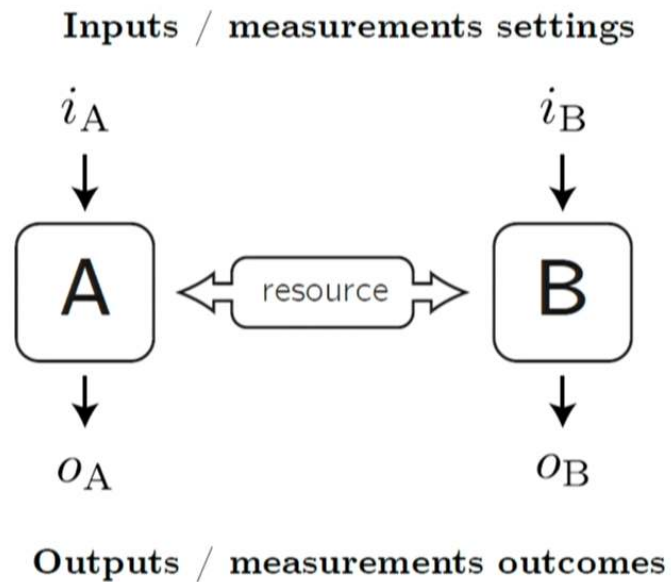 Inputs / measurements settings
i_A i_B
A resource B
o_A o_B
Outputs / measurements outcomes